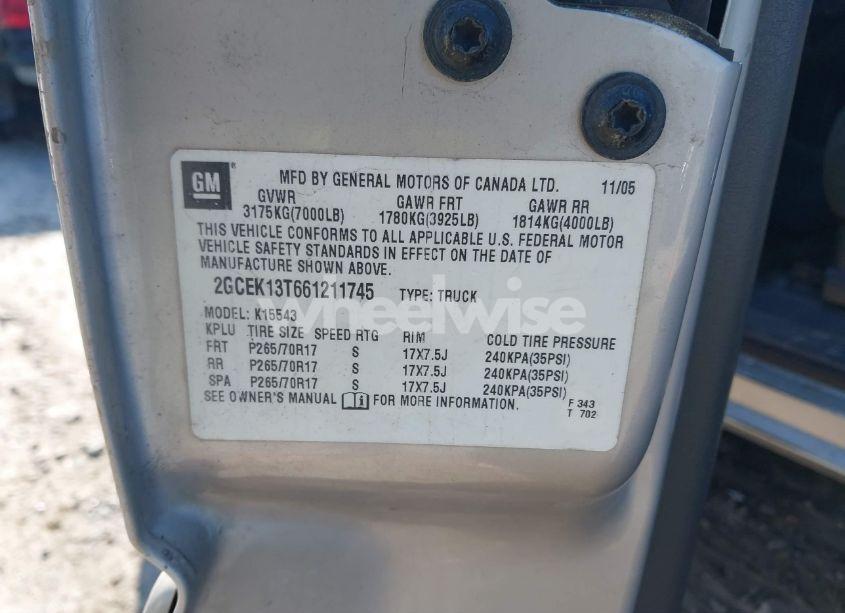 GM ® MFD BY GENERAL MOTORS OF CANADA LTD. 11/05
GVWR GAWR FRT GAWR RR
3175KG(7000LB) 1780KG(3925LB) 1814KG(4000LB)
THIS VEHICLE CONFORMS TO ALL APPLICABLE U.S. FEDERAL MOTOR
VEHICLE SAFETY STANDARDS IN EFFECT ON THE DATE OF
MANUFACTURE SHOWN ABOVE.
2GCEK13T661211745 TYPE: TRUCK
wheelwise
MODEL: K15543
KPLU TIRE SIZE SPEED RTG RIM COLD TIRE PRESSURE
FRT P265/70R17 S 17X7.5J 240KPA(35PSI)
RR P265/70R17 S 17X7.5J 240KPA(35PSI)
SPA P265/70R17 S 17X7.5J 240KPA(35PSI)
SEE OWNER'S MANUAL FOR MORE INFORMATION. F 343
T 702